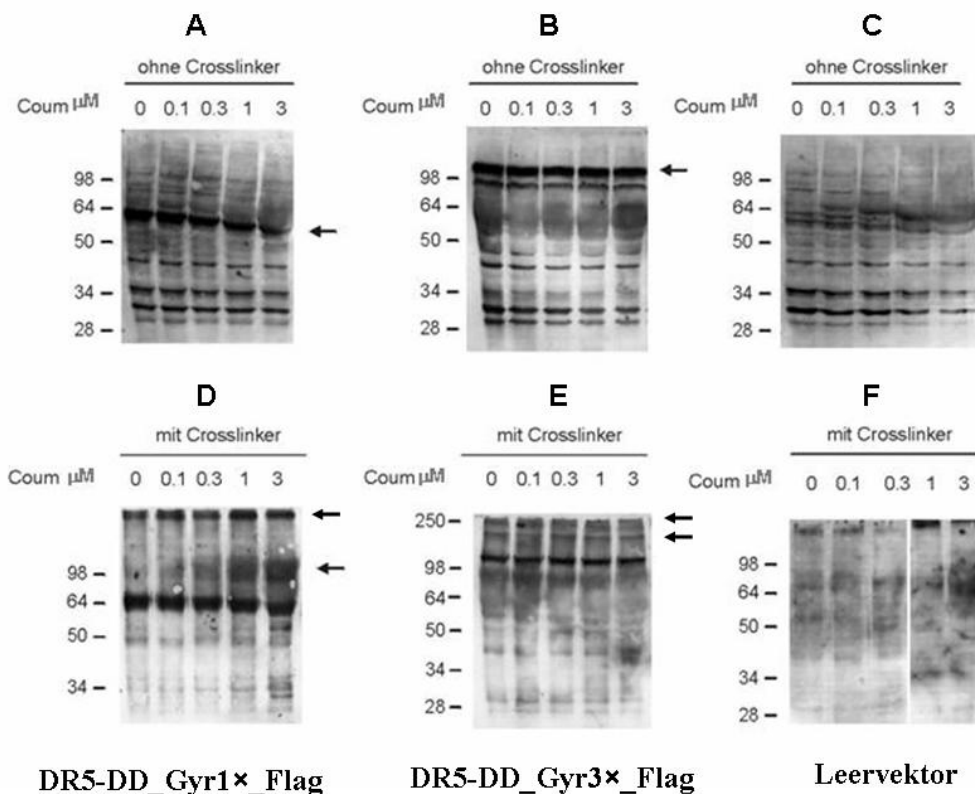 A B C
ohne Crosslinker ohne Crosslinker ohne Crosslinker
Coum µM 0 0.1 0.3 1 3 Coum µM 0 0.1 0.3 1 3 Coum µM 0 0.1 0.3 1 3
98 98 98
64 64 64
50 50 50
34 34 34
28 28 28
D E F
mit Crosslinker mit Crosslinker mit Crosslinker
Coum µM 0 0.1 0.3 1 3 Coum µM 0 0.1 0.3 1 3 Coum µM 0 0.1 0.3 1 3
250
98 98 98
64 64 64
50 50 50
34 34 34
28 28
DR5-DD_Gyr1×_Flag DR5-DD_Gyr3×_Flag Leervektor